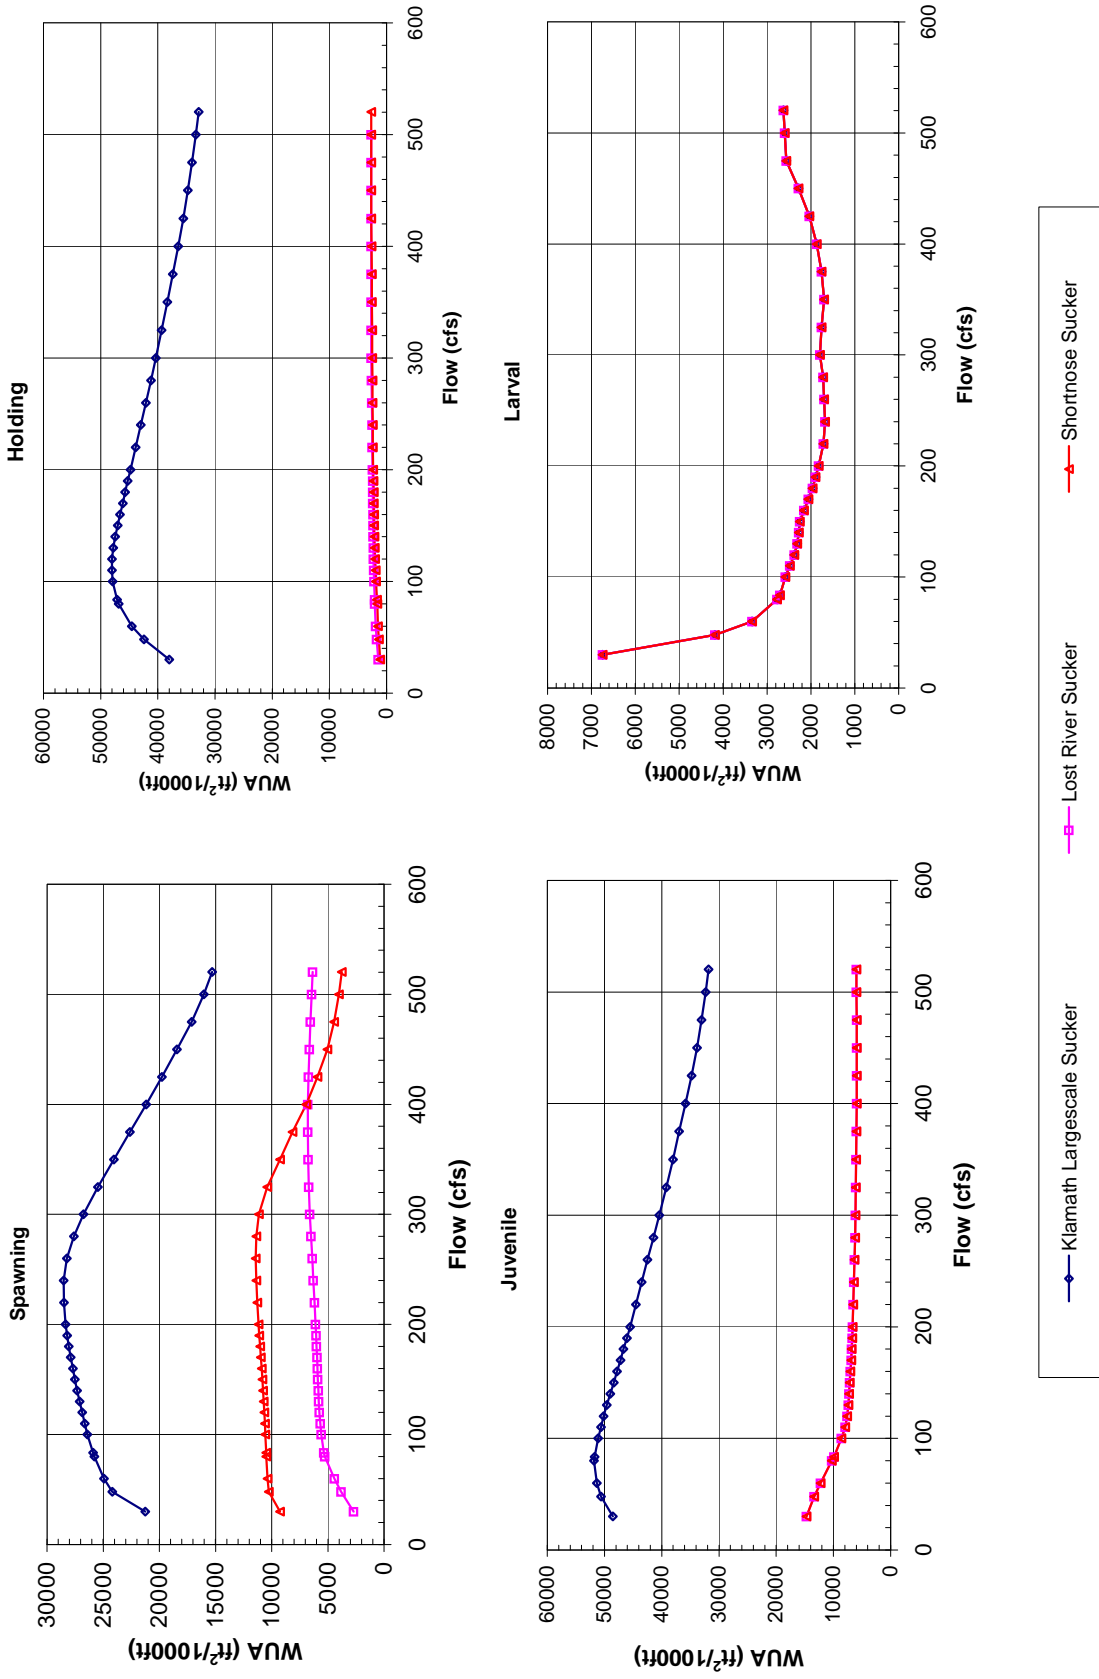 Spawning
WUA (ft²/1000ft)
30000
25000
20000
15000
10000
5000
0
0 100 200 300 400 500 600
Flow (cfs)
Holding
WUA (ft²/1000ft)
60000
50000
40000
30000
20000
10000
0
0 100 200 300 400 500 600
Flow (cfs)
Juvenile
WUA (ft²/1000ft)
60000
50000
40000
30000
20000
10000
0
0 100 200 300 400 500 600
Flow (cfs)
Larval
WUA (ft²/1000ft)
8000
7000
6000
5000
4000
3000
2000
1000
0
0 100 200 300 400 500 600
Flow (cfs)
Klamath Largescale Sucker Lost River Sucker Shortnose Sucker